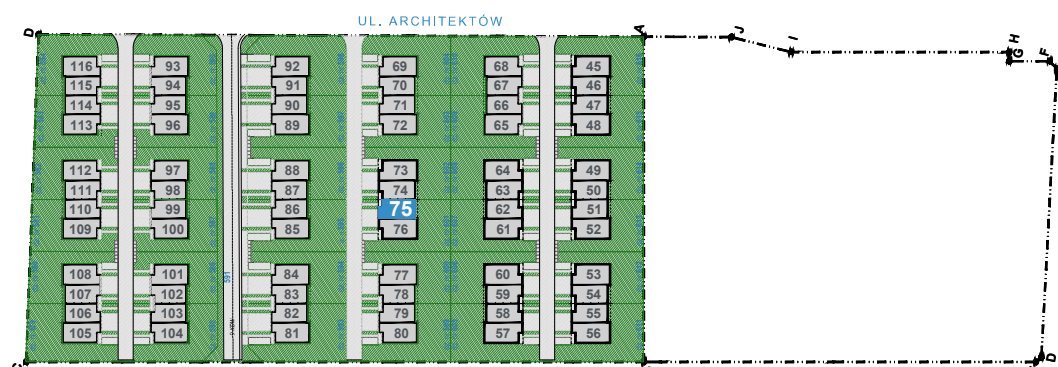 UL. ARCHITEKTÓW
D A J I H G F
116 93 92 69 68 45
115 94 91 70 67 46
114 95 90 71 66 47
113 96 89 72 65 48
112 97 88 73 64 49
111 98 87 74 63 50
110 99 86 75 62 51
109 100 85 76 61 52
108 101 84 77 60 53
107 102 83 78 59 54
106 103 82 79 58 55
105 104 81 80 57 56
591
D